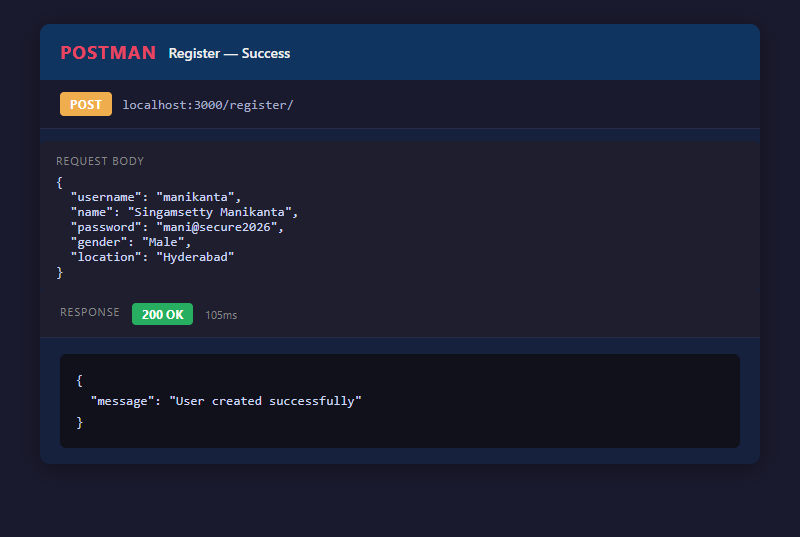 POSTMAN Register — Success
POST localhost:3000/register/
REQUEST BODY
{
  "username": "manikanta",
  "name": "Singamsetty Manikanta",
  "password": "mani@secure2026",
  "gender": "Male",
  "location": "Hyderabad"
}
RESPONSE 200 OK 105ms
{
  "message": "User created successfully"
}